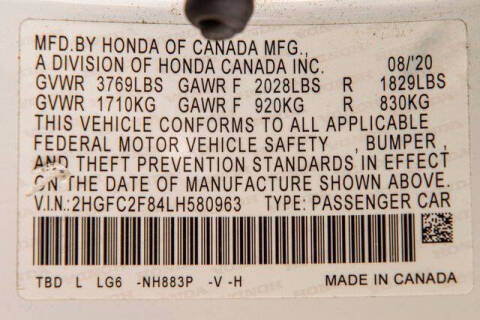 MFD.BY HONDA OF CANADA MFG.,
A DIVISION OF HONDA CANADA INC. 08/'20
GVWR 3769LBS GAWR F 2028LBS R 1829LBS
GVWR 1710KG GAWR F 920KG R 830KG
THIS VEHICLE CONFORMS TO ALL APPLICABLE
FEDERAL MOTOR VEHICLE SAFETY , BUMPER,
AND THEFT PREVENTION STANDARDS IN EFFECT
ON THE DATE OF MANUFACTURE SHOWN ABOVE.
V.I.N.:2HGFC2F84LH580963 TYPE: PASSENGER CAR
TBD L LG6 -NH883P -V -H MADE IN CANADA